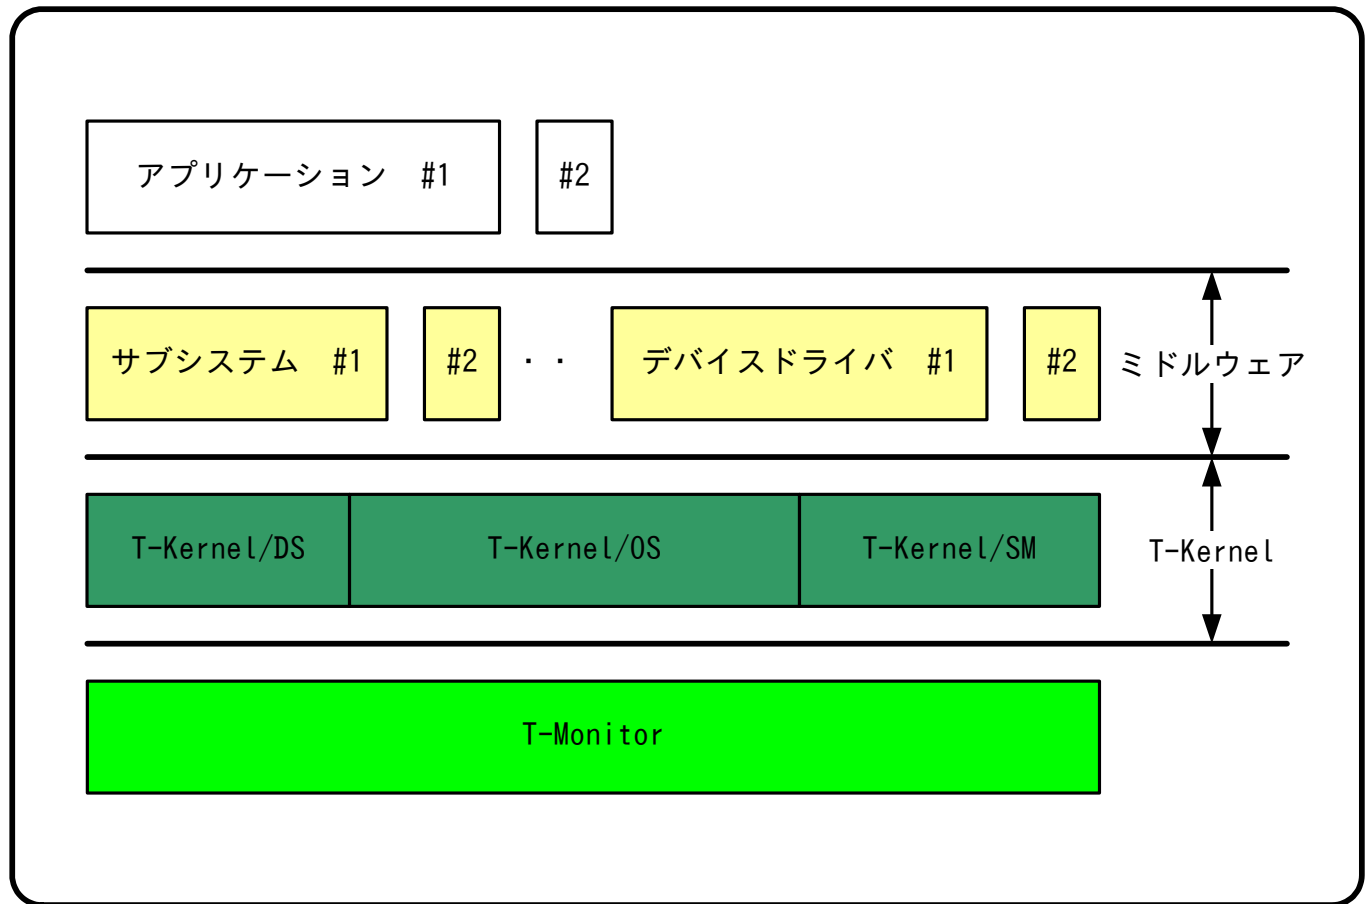 アプリケーション　#1
#2
サブシステム　#1
#2
・・
デバイスドライバ　#1
#2
ミドルウェア
T-Kernel/DS
T-Kernel/OS
T-Kernel/SM
T-Kernel
T-Monitor